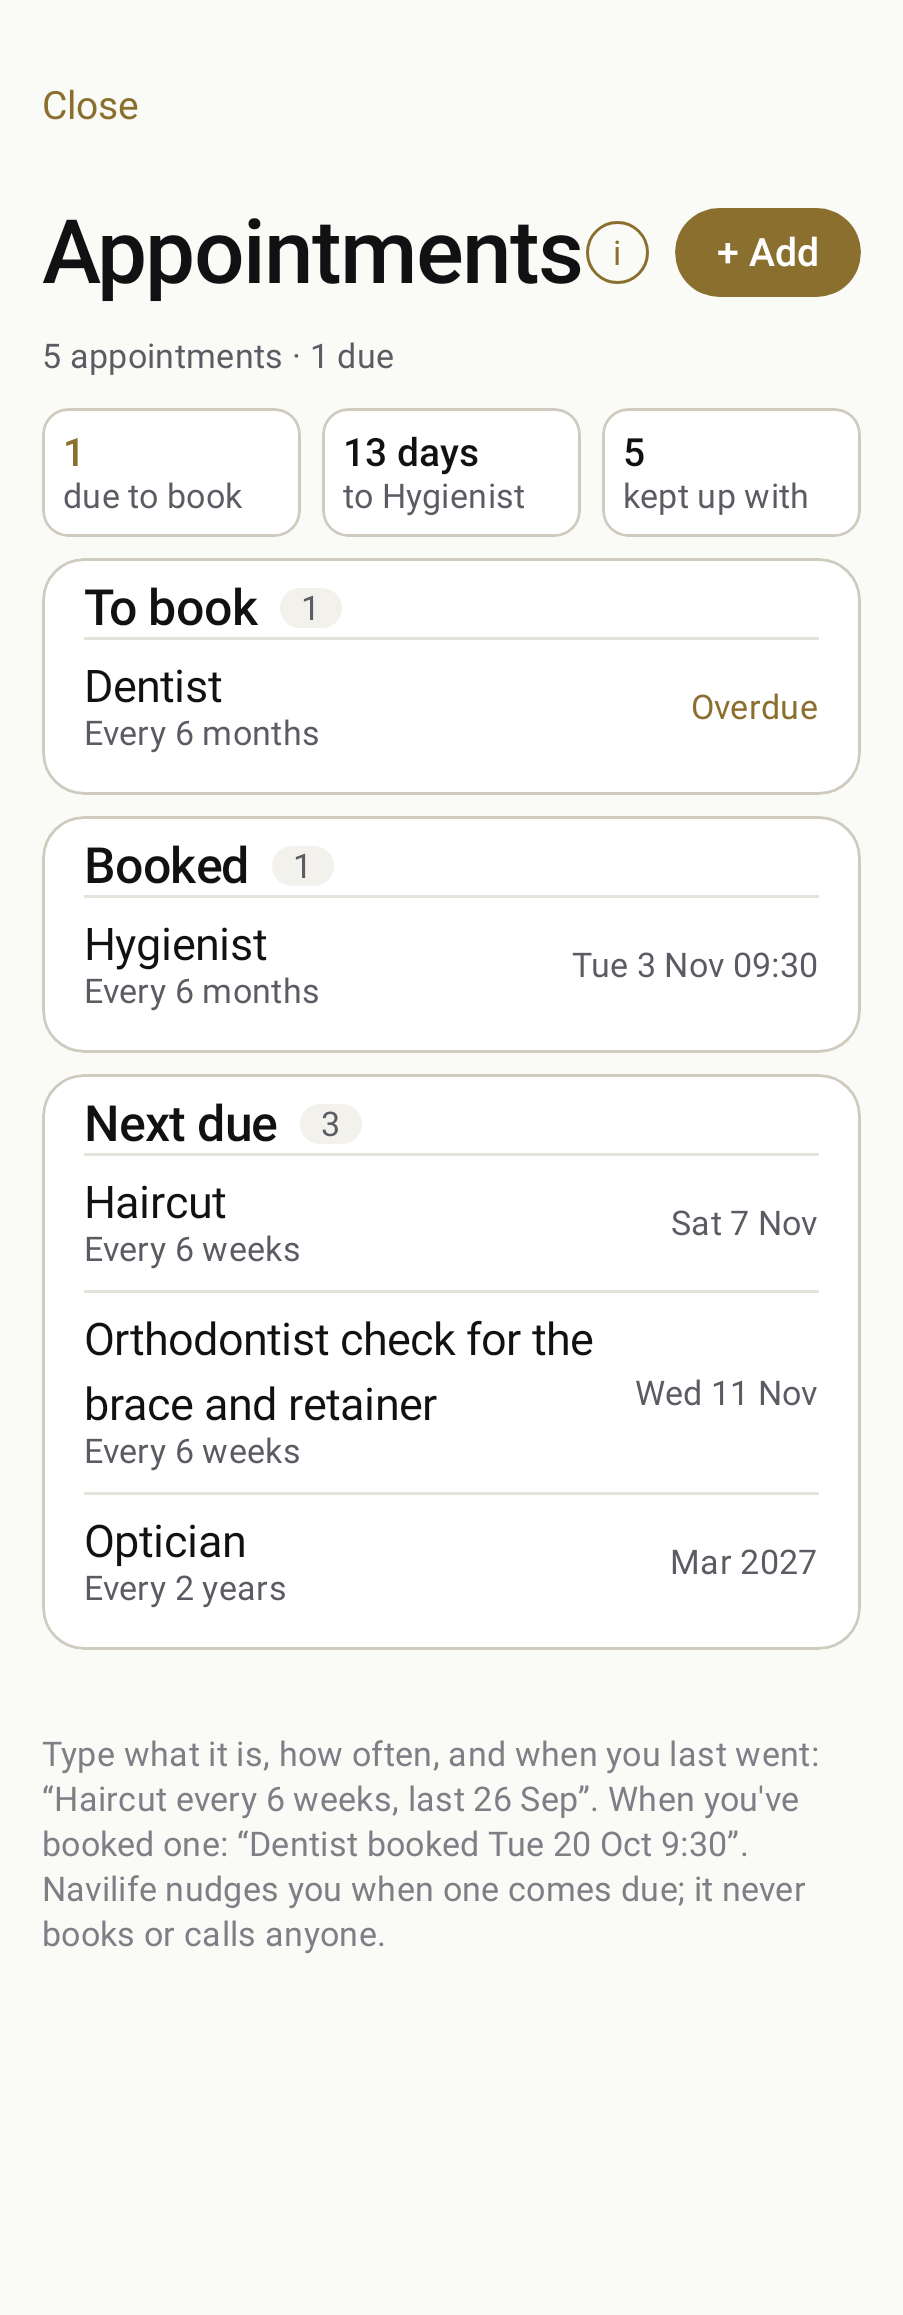 Close
Appointments
i
+ Add
5 appointments · 1 due
1
due to book
13 days
to Hygienist
5
kept up with
To book 1
Dentist
Every 6 months
Overdue
Booked 1
Hygienist
Every 6 months
Tue 3 Nov 09:30
Next due 3
Haircut
Every 6 weeks
Sat 7 Nov
Orthodontist check for the
brace and retainer
Every 6 weeks
Wed 11 Nov
Optician
Every 2 years
Mar 2027
Type what it is, how often, and when you last went:
“Haircut every 6 weeks, last 26 Sep”. When you've
booked one: “Dentist booked Tue 20 Oct 9:30”.
Navilife nudges you when one comes due; it never
books or calls anyone.